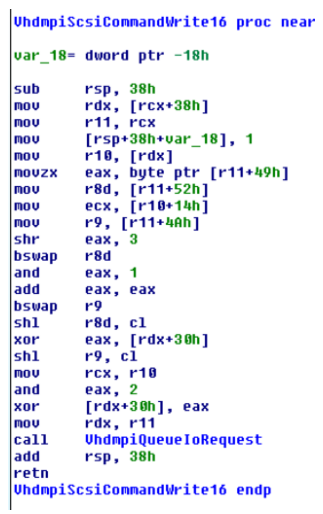 VhdmpiScsiCommandWrite16 proc near
var_18= dword ptr -18h
sub rsp, 38h
mov rdx, [rcx+38h]
mov r11, rcx
mov [rsp+38h+var_18], 1
mov r10, [rdx]
movzx eax, byte ptr [r11+49h]
mov r8d, [r11+52h]
mov ecx, [r10+14h]
mov r9, [r11+4Ah]
shr eax, 3
bswap r8d
and eax, 1
add eax, eax
bswap r9
shl r8d, cl
xor eax, [rdx+30h]
shl r9, cl
mov rcx, r10
and eax, 2
xor [rdx+30h], eax
mov rdx, r11
call VhdmpiQueueIoRequest
add rsp, 38h
retn
VhdmpiScsiCommandWrite16 endp